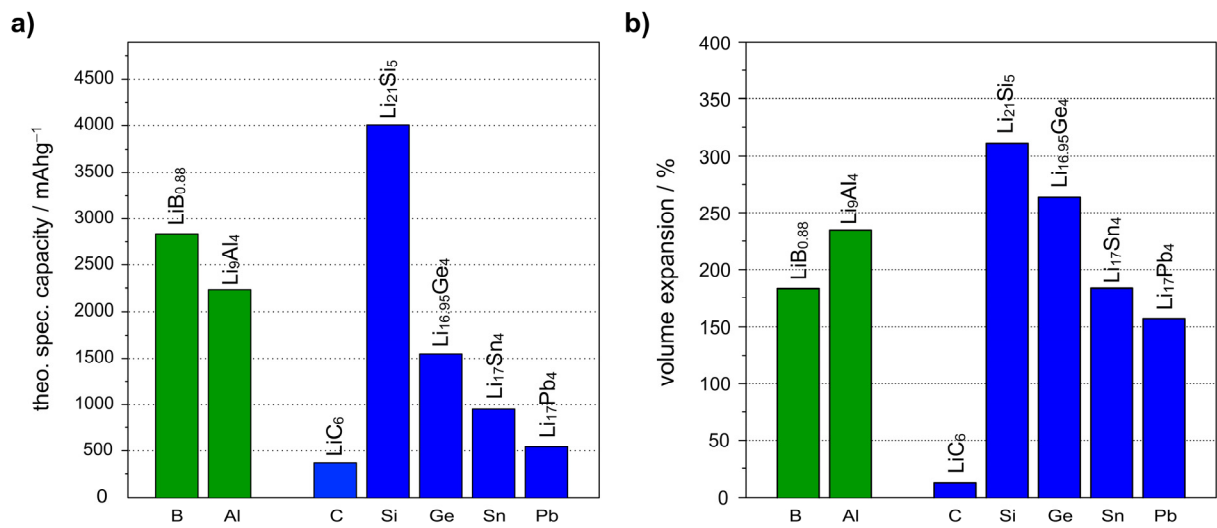 a)
theo. spec. capacity / mAhg⁻¹
4500
4000
3500
3000
2500
2000
1500
1000
500
0
LiB₀.₈₈
Li₉Al₄
LiC₆
Li₂₁Si₅
Li₁₆.₉₅Ge₄
Li₁₇Sn₄
Li₁₇Pb₄
B Al C Si Ge Sn Pb
b)
volume expansion / %
400
350
300
250
200
150
100
50
0
LiB₀.₈₈
Li₉Al₄
LiC₆
Li₂₁Si₅
Li₁₆.₉₅Ge₄
Li₁₇Sn₄
Li₁₇Pb₄
B Al C Si Ge Sn Pb